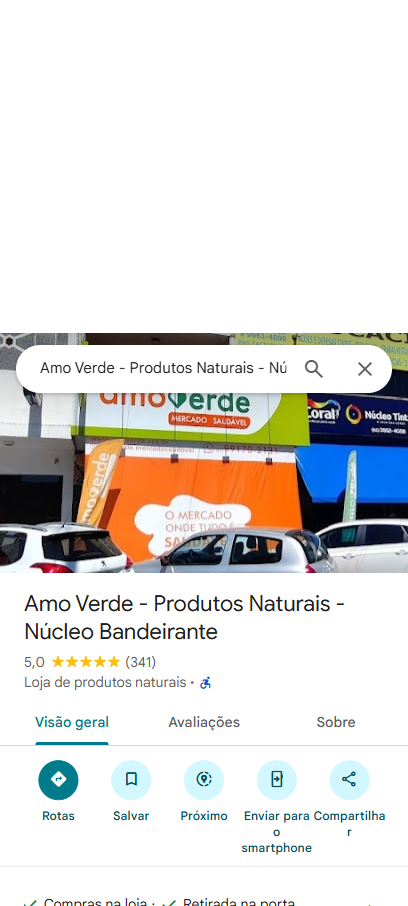 Amo Verde - Produtos Naturais - Nú
amoverde
MERCADO SAUDÁVEL
Coral
Núcleo Tint
amoverde
O MERCADO
ONDE TUDO É
Amo Verde - Produtos Naturais -
Núcleo Bandeirante
5,0 ★★★★★ (341)
Loja de produtos naturais ·
Visão geral Avaliações Sobre
Rotas Salvar Próximo Enviar para Compartilha
o r
smartphone
Compras na loja · Retirada na porta